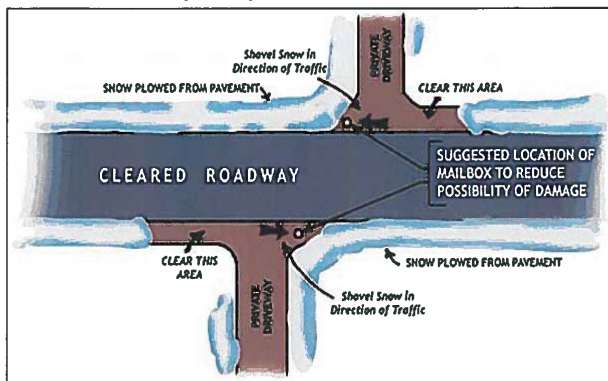 Shovel Snow in
Direction of Traffic
PRIVATE
DRIVEWAY
SNOW PLOWED FROM PAVEMENT
CLEAR THIS AREA
CLEARED ROADWAY
SUGGESTED LOCATION OF
MAILBOX TO REDUCE
POSSIBILITY OF DAMAGE
CLEAR THIS
AREA
SNOW PLOWED FROM PAVEMENT
PRIVATE
DRIVEWAY
Shovel Snow in
Direction of Traffic